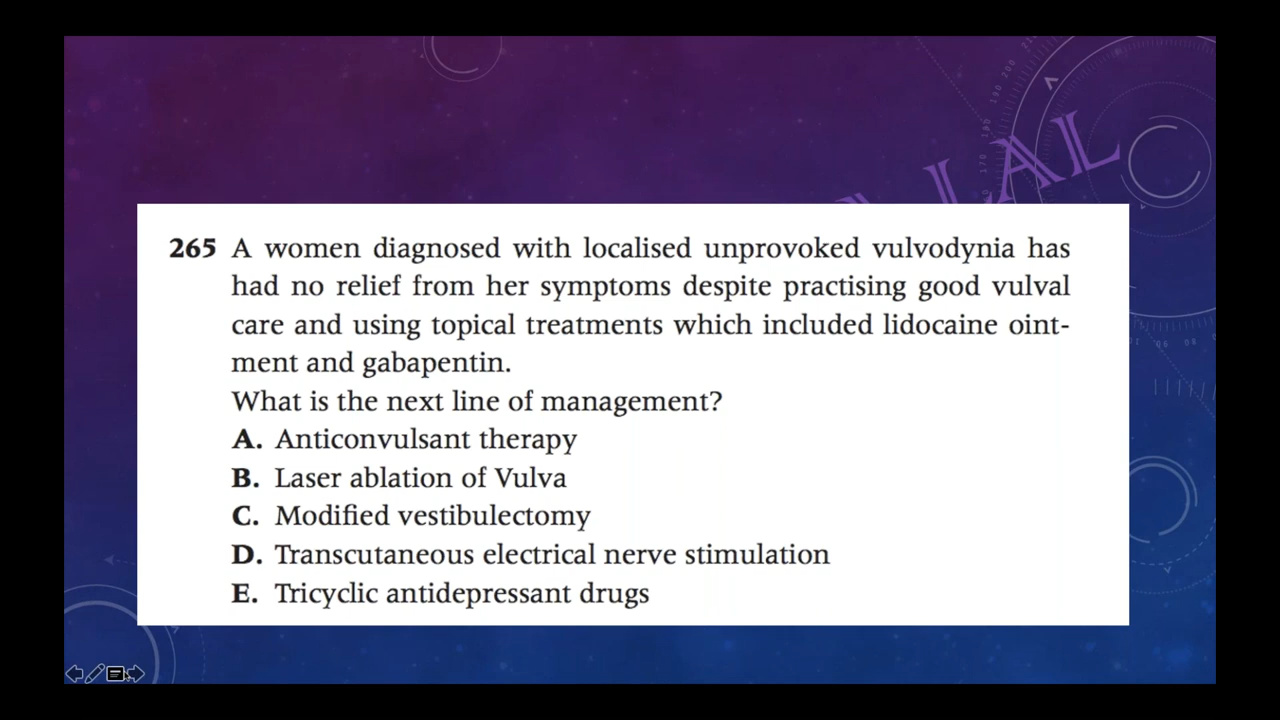 LAL
265 A women diagnosed with localised unprovoked vulvodynia has
had no relief from her symptoms despite practising good vulval
care and using topical treatments which included lidocaine oint-
ment and gabapentin.
What is the next line of management?
A. Anticonvulsant therapy
B. Laser ablation of Vulva
C. Modified vestibulectomy
D. Transcutaneous electrical nerve stimulation
E. Tricyclic antidepressant drugs